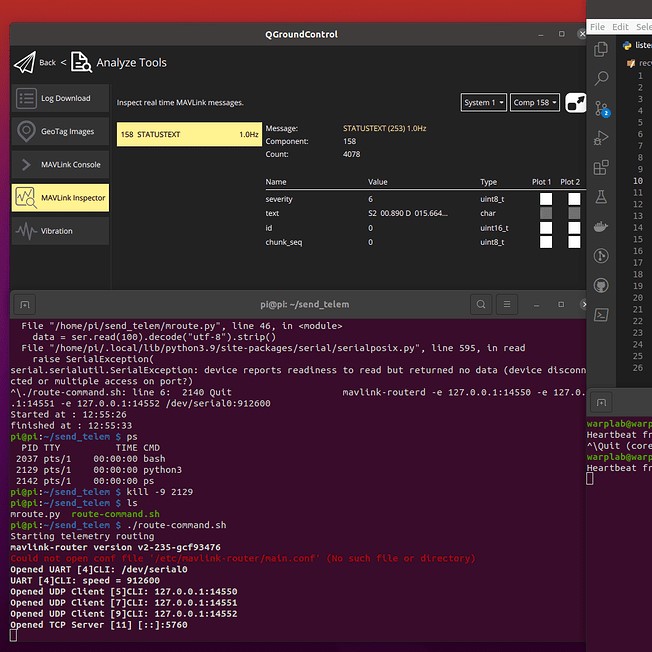 QGroundControl
Back < Analyze Tools
Log Download
GeoTag Images
MAVLink Console
MAVLink Inspector
Vibration
Inspect real time MAVLink messages.
System 1
Comp 158
158 STATUSTEXT 1.0Hz
Message: STATUSTEXT (253) 1.0Hz
Component: 158
Count: 4078
Name Value Type Plot 1 Plot 2
severity 6 uint8_t
text S2 00.890 D 015.664... char
id 0 uint16_t
chunk_seq 0 uint8_t
pi@pi: ~/send_telem
File "/home/pi/send_telem/mroute.py", line 46, in <module>
data = ser.read(100).decode("utf-8").strip()
File "/home/pi/.local/lib/python3.9/site-packages/serial/serialposix.py", line 595, in read
raise SerialException(
serial.serialutil.SerialException: device reports readiness to read but returned no data (device disconn
cted or multiple access on port?)
^\./route-command.sh: line 6: 2140 Quit mavlink-routerd -e 127.0.0.1:14550 -e 127.0.
.1:14551 -e 127.0.0.1:14552 /dev/serial0:912600
Started at : 12:55:26
finished at : 12:55:33
pi@pi:~/send_telem $ ps
PID TTY TIME CMD
2037 pts/1 00:00:00 bash
2129 pts/1 00:00:00 python3
2142 pts/1 00:00:00 ps
pi@pi:~/send_telem $ kill -9 2129
pi@pi:~/send_telem $ ls
mroute.py route-command.sh
pi@pi:~/send_telem $ ./route-command.sh
Starting telemetry routing
mavlink-router version v2-235-gcf93476
Could not open conf file '/etc/mavlink-router/main.conf' (No such file or directory)
Opened UART [4]CLI: /dev/serial0
UART [4]CLI: speed = 912600
Opened UDP Client [5]CLI: 127.0.0.1:14550
Opened UDP Client [7]CLI: 127.0.0.1:14551
Opened UDP Client [9]CLI: 127.0.0.1:14552
Opened TCP Server [11] [::]:5760
File Edit Sele
liste
rec
2
1
2
3
4
5
6
7
8
9
10
11
12
13
14
15
16
17
18
19
20
21
22
23
24
25
26
warplab@warp
Heartbeat fr
^\Quit (core
warplab@warp
Heartbeat fr